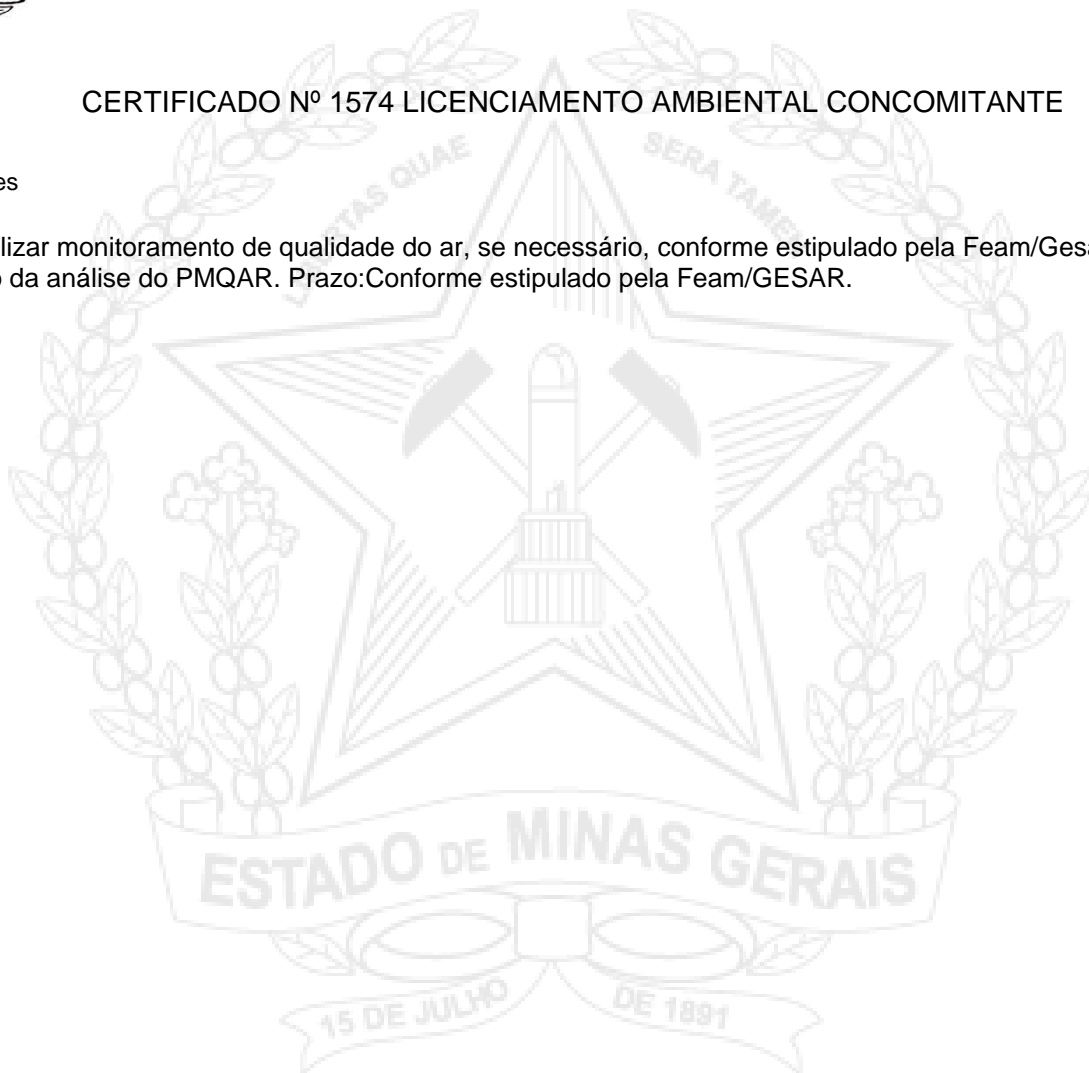 CERTIFICADO Nº 1574 LICENCIAMENTO AMBIENTAL CONCOMITANTE
es
lizar monitoramento de qualidade do ar, se necessário, conforme estipulado pela Feam/Gesa
o da análise do PMQAR. Prazo:Conforme estipulado pela Feam/GESAR.
QUAE SERA TAMEN
ESTADO DE MINAS GERAIS
15 DE JULHO DE 1891